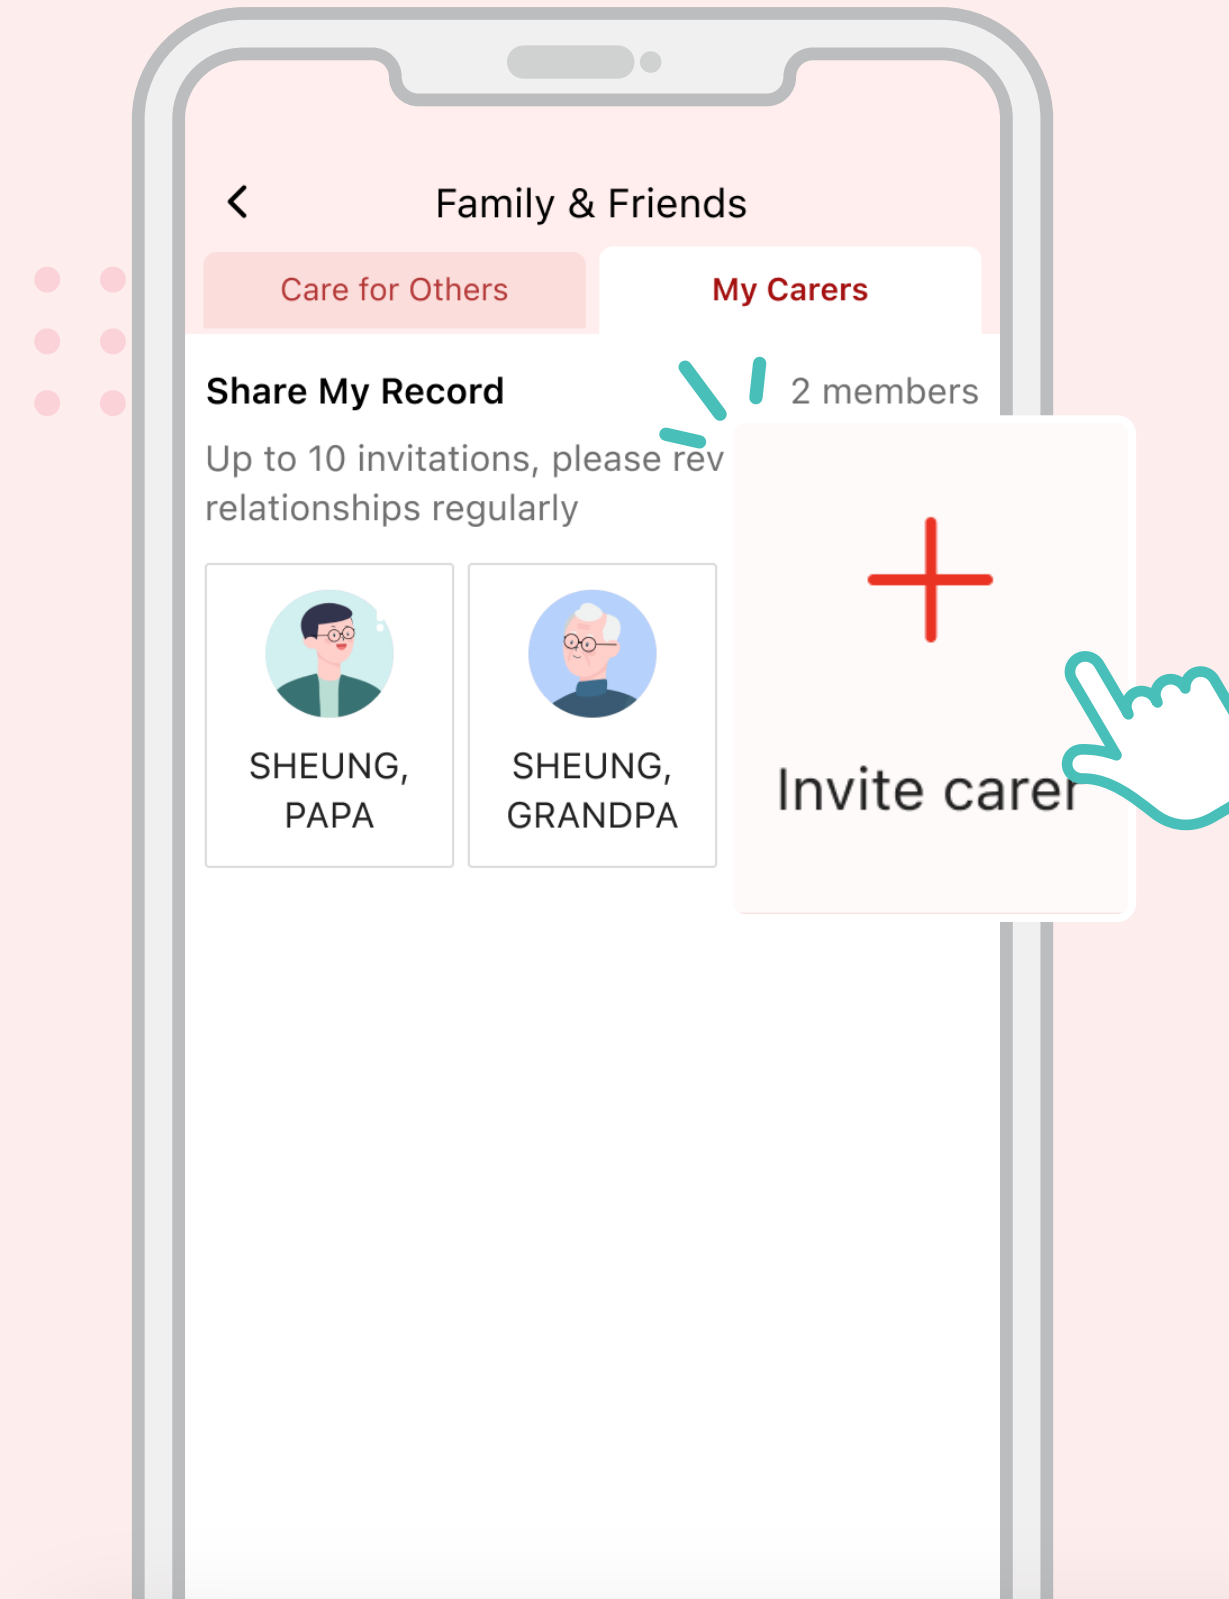 Family & Friends
Care for Others
My Carers
Share My Record
2 members
Up to 10 invitations, please rev
relationships regularly
SHEUNG,
PAPA
SHEUNG,
GRANDPA
Invite carer